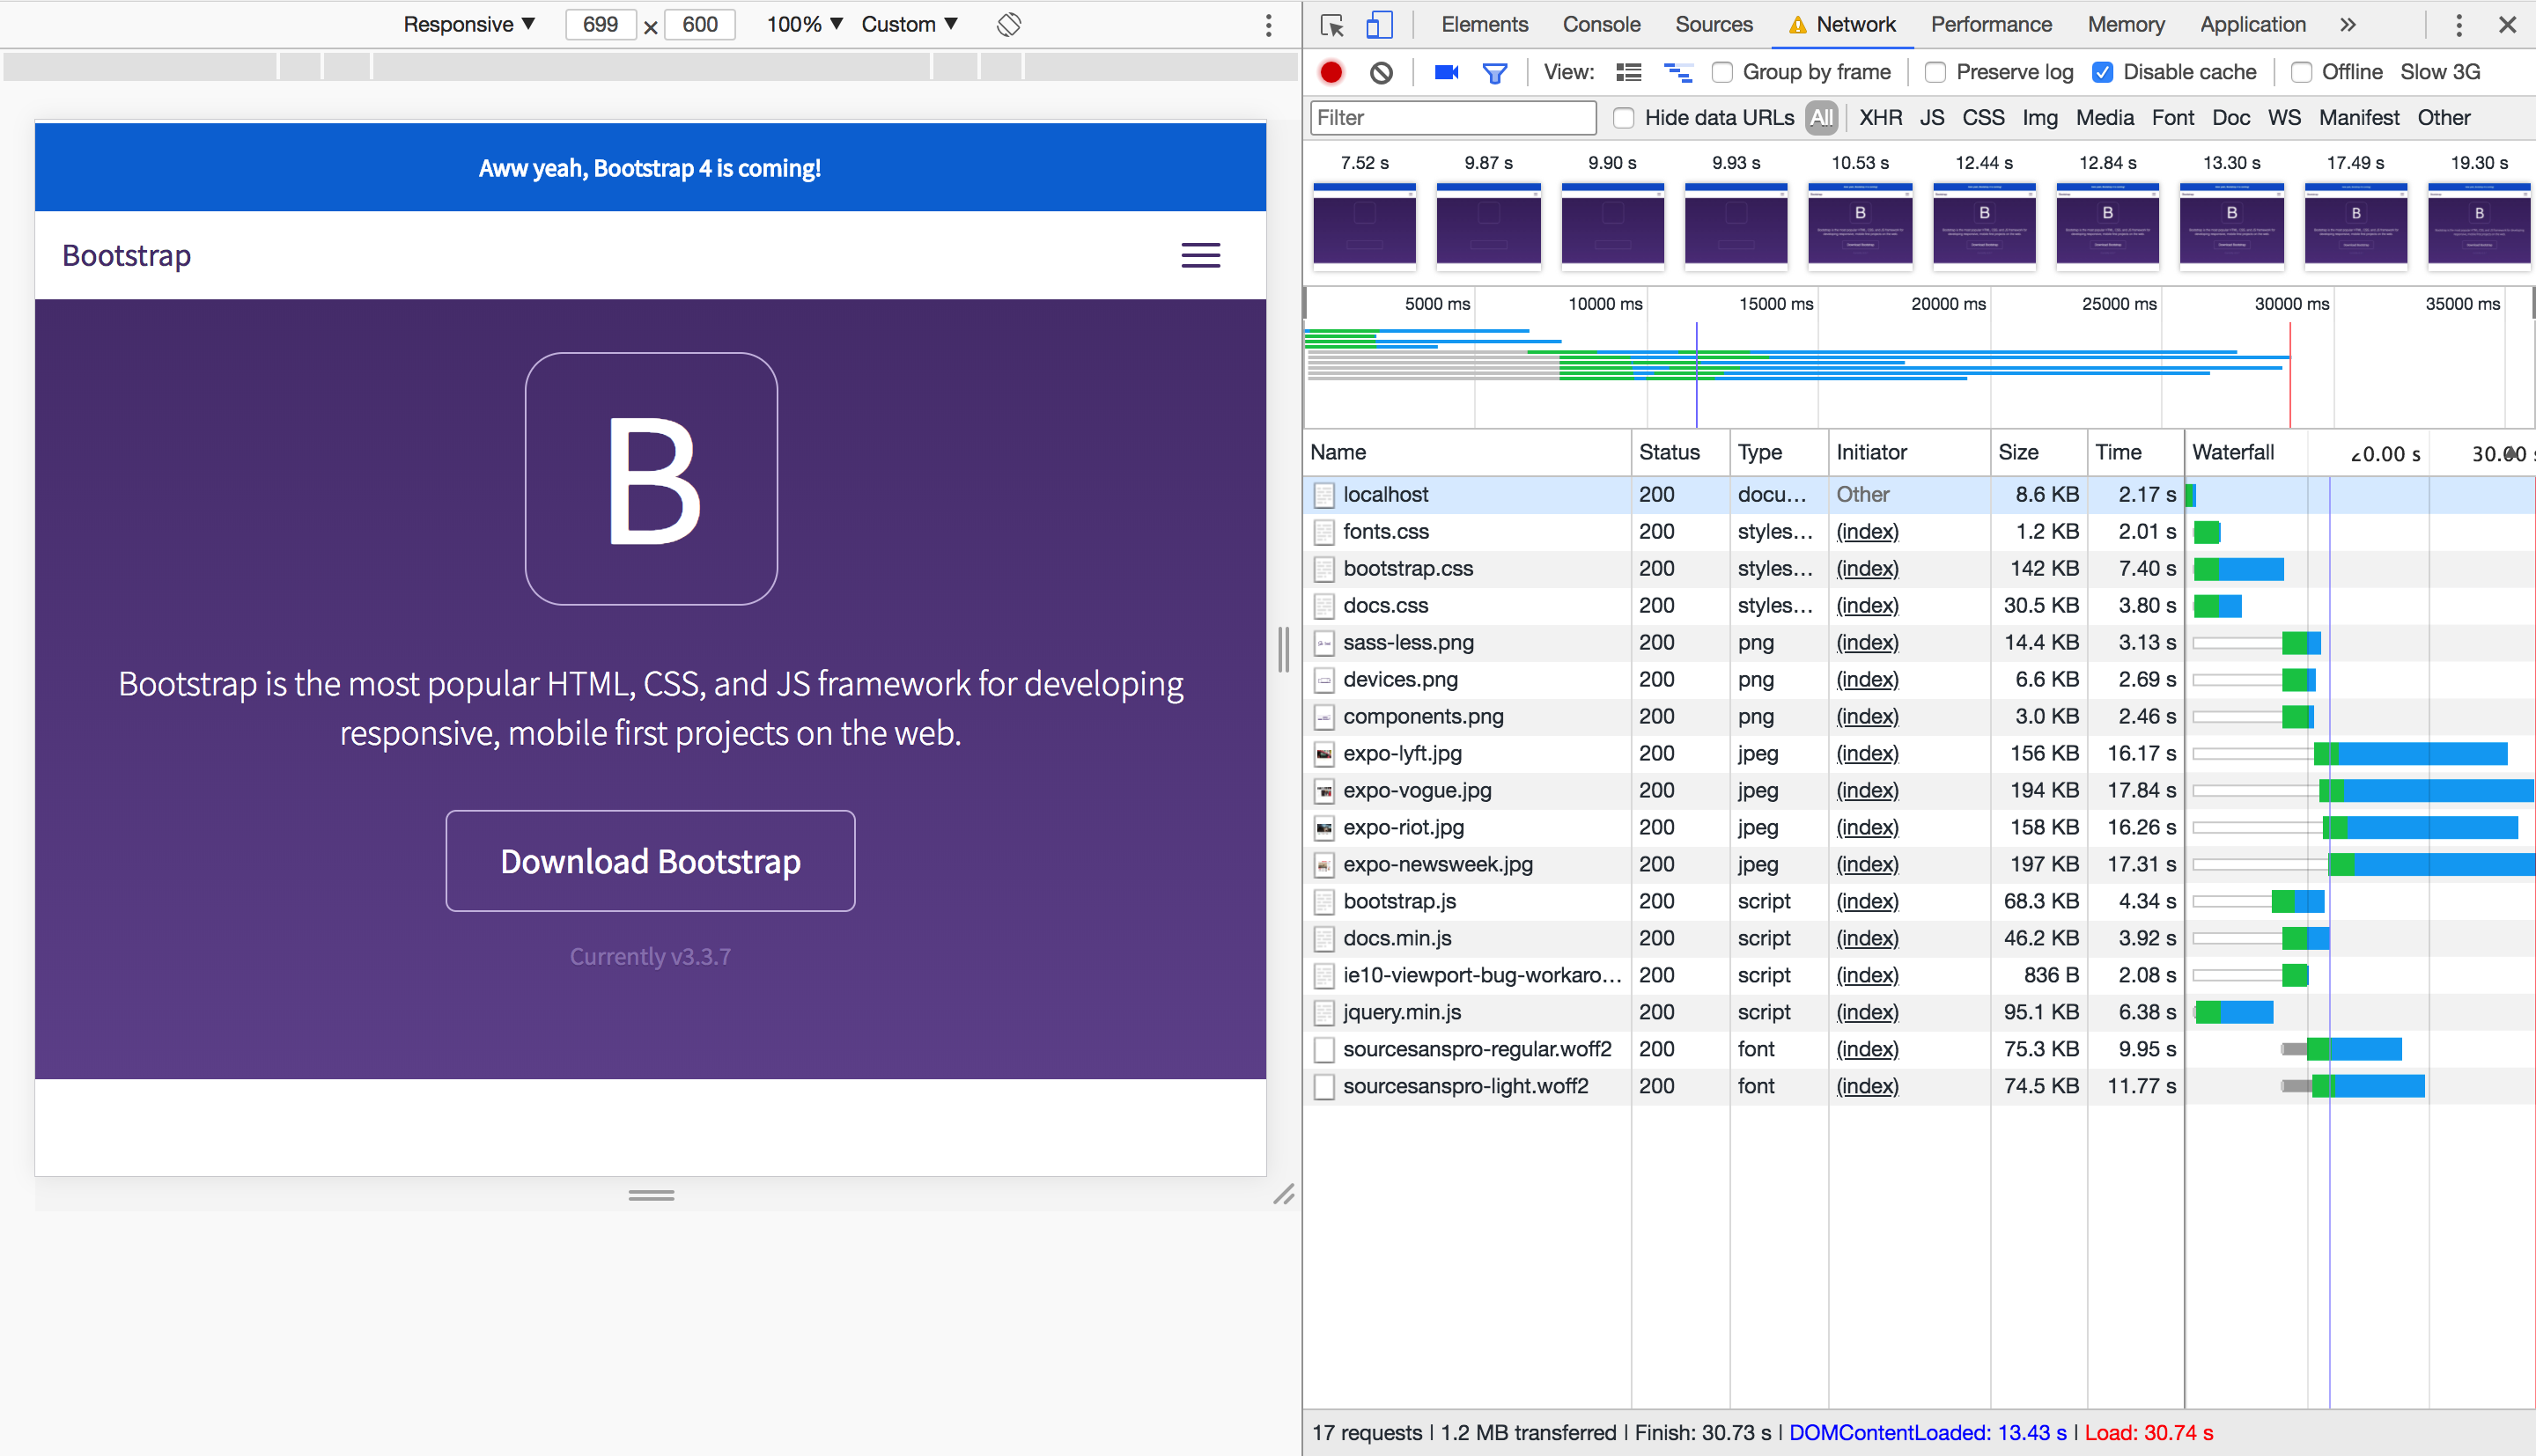 Responsive ▼ 699 x 600 100% ▼ Custom ▼
Aww yeah, Bootstrap 4 is coming!
Bootstrap
B
Bootstrap is the most popular HTML, CSS, and JS framework for developing
responsive, mobile first projects on the web.
Download Bootstrap
Currently v3.3.7
Elements Console Sources Network Performance Memory Application »
View: Group by frame Preserve log Disable cache Offline Slow 3G
Filter Hide data URLs All XHR JS CSS Img Media Font Doc WS Manifest Other
7.52 s 9.87 s 9.90 s 9.93 s 10.53 s 12.44 s 12.84 s 13.30 s 17.49 s 19.30 s
B B B B B B
5000 ms 10000 ms 15000 ms 20000 ms 25000 ms 30000 ms 35000 ms
Name Status Type Initiator Size Time Waterfall 20.00 s 30.00 s
localhost 200 docu... Other 8.6 KB 2.17 s
fonts.css 200 styles... (index) 1.2 KB 2.01 s
bootstrap.css 200 styles... (index) 142 KB 7.40 s
docs.css 200 styles... (index) 30.5 KB 3.80 s
sass-less.png 200 png (index) 14.4 KB 3.13 s
devices.png 200 png (index) 6.6 KB 2.69 s
components.png 200 png (index) 3.0 KB 2.46 s
expo-lyft.jpg 200 jpeg (index) 156 KB 16.17 s
expo-vogue.jpg 200 jpeg (index) 194 KB 17.84 s
expo-riot.jpg 200 jpeg (index) 158 KB 16.26 s
expo-newsweek.jpg 200 jpeg (index) 197 KB 17.31 s
bootstrap.js 200 script (index) 68.3 KB 4.34 s
docs.min.js 200 script (index) 46.2 KB 3.92 s
ie10-viewport-bug-workaro... 200 script (index) 836 B 2.08 s
jquery.min.js 200 script (index) 95.1 KB 6.38 s
sourcesanspro-regular.woff2 200 font (index) 75.3 KB 9.95 s
sourcesanspro-light.woff2 200 font (index) 74.5 KB 11.77 s
17 requests | 1.2 MB transferred | Finish: 30.73 s | DOMContentLoaded: 13.43 s | Load: 30.74 s